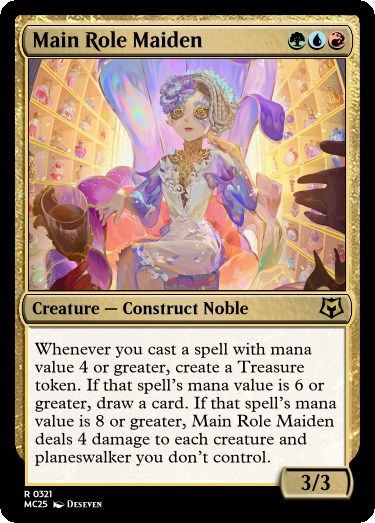 Main Role Maiden
Creature — Construct Noble
Whenever you cast a spell with mana
value 4 or greater, create a Treasure
token. If that spell's mana value is 6 or
greater, draw a card. If that spell's mana
value is 8 or greater, Main Role Maiden
deals 4 damage to each creature and
planeswalker you don't control.
3/3
R 0321
MC25 Deseven